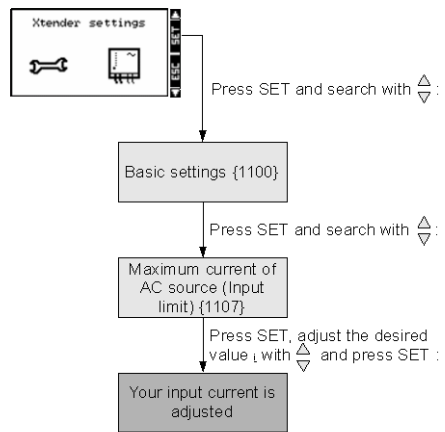 Xtender settings
SET
ESC
Press SET and search with :
Basic settings {1100}
Press SET and search with :
Maximum current of
AC source (Input
limit) {1107}
Press SET, adjust the desired
value with and press SET :
Your input current is
adjusted